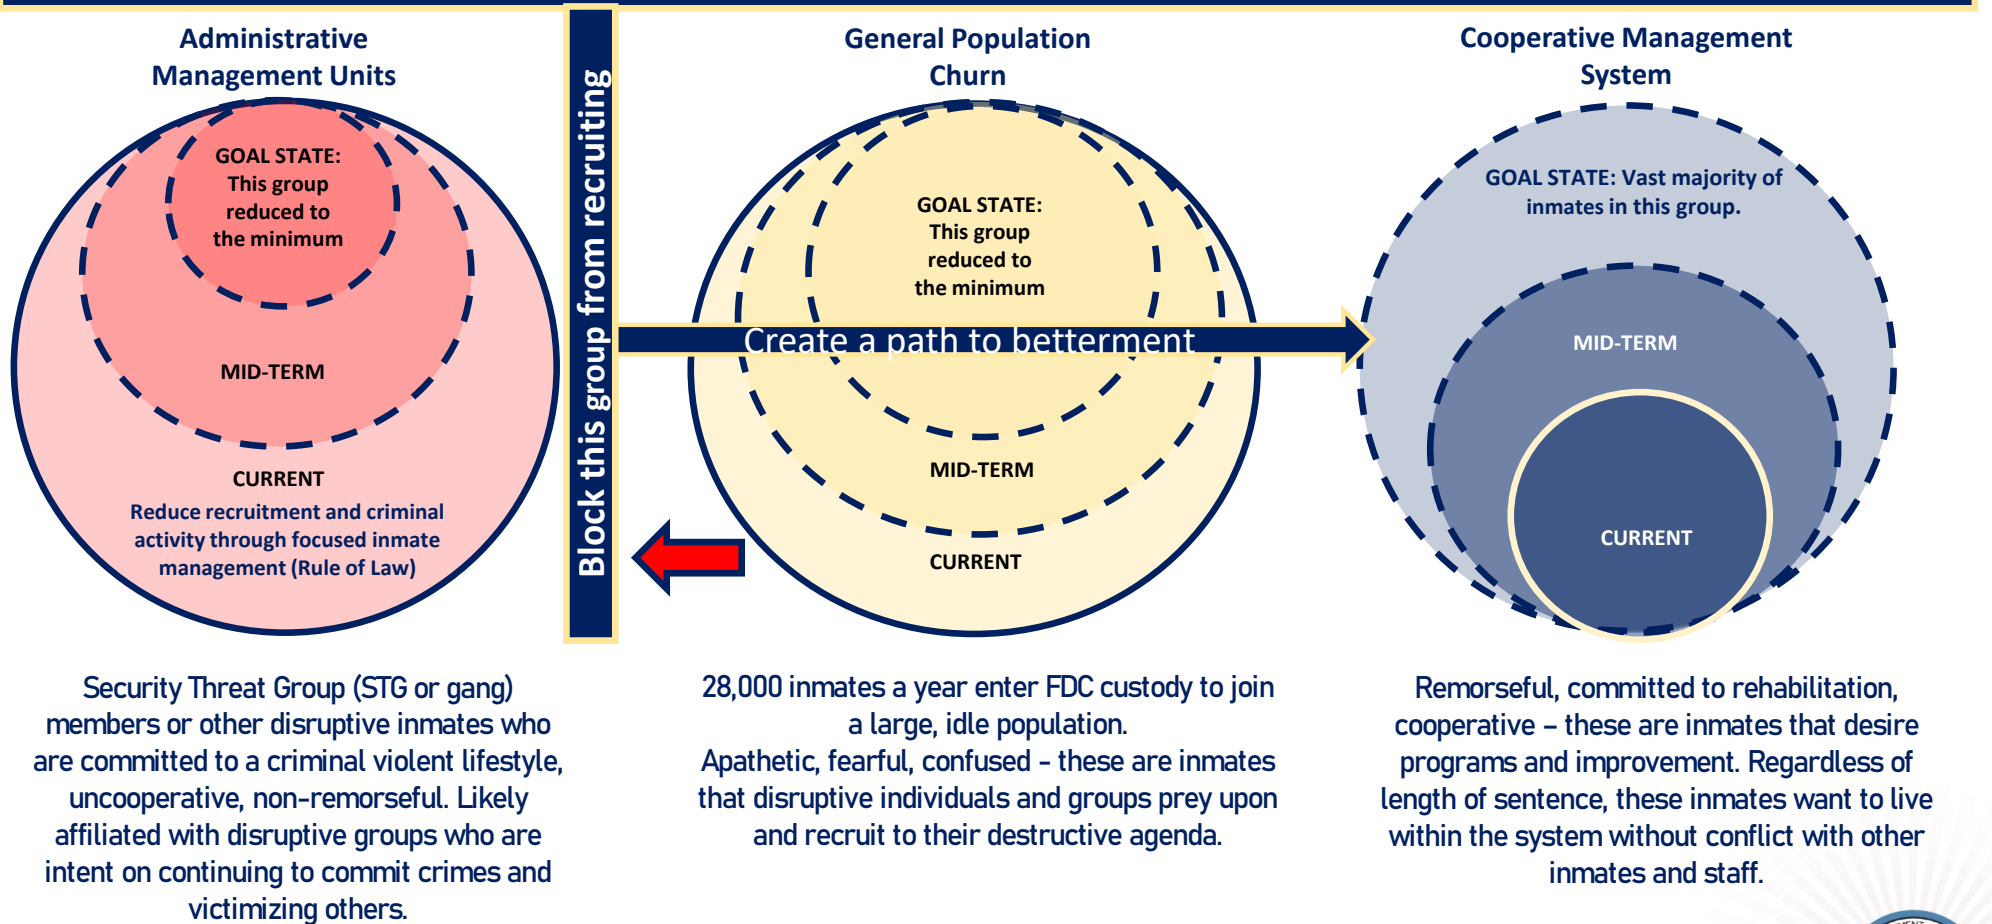 Administrative
Management Units
GOAL STATE:
This group
reduced to
the minimum
MID-TERM
CURRENT
Reduce recruitment and criminal
activity through focused inmate
management (Rule of Law)
Security Threat Group (STG or gang)
members or other disruptive inmates who
are committed to a criminal violent lifestyle,
uncooperative, non-remorseful. Likely
affiliated with disruptive groups who are
intent on continuing to commit crimes and
victimizing others.
Block this group from recruiting
General Population
Churn
GOAL STATE:
This group
reduced to
the minimum
Create a path to betterment
MID-TERM
CURRENT
28,000 inmates a year enter FDC custody to join
a large, idle population.
Apathetic, fearful, confused - these are inmates
that disruptive individuals and groups prey upon
and recruit to their destructive agenda.
Cooperative Management
System
GOAL STATE: Vast majority of
inmates in this group.
MID-TERM
CURRENT
Remorseful, committed to rehabilitation,
cooperative – these are inmates that desire
programs and improvement. Regardless of
length of sentence, these inmates want to live
within the system without conflict with other
inmates and staff.